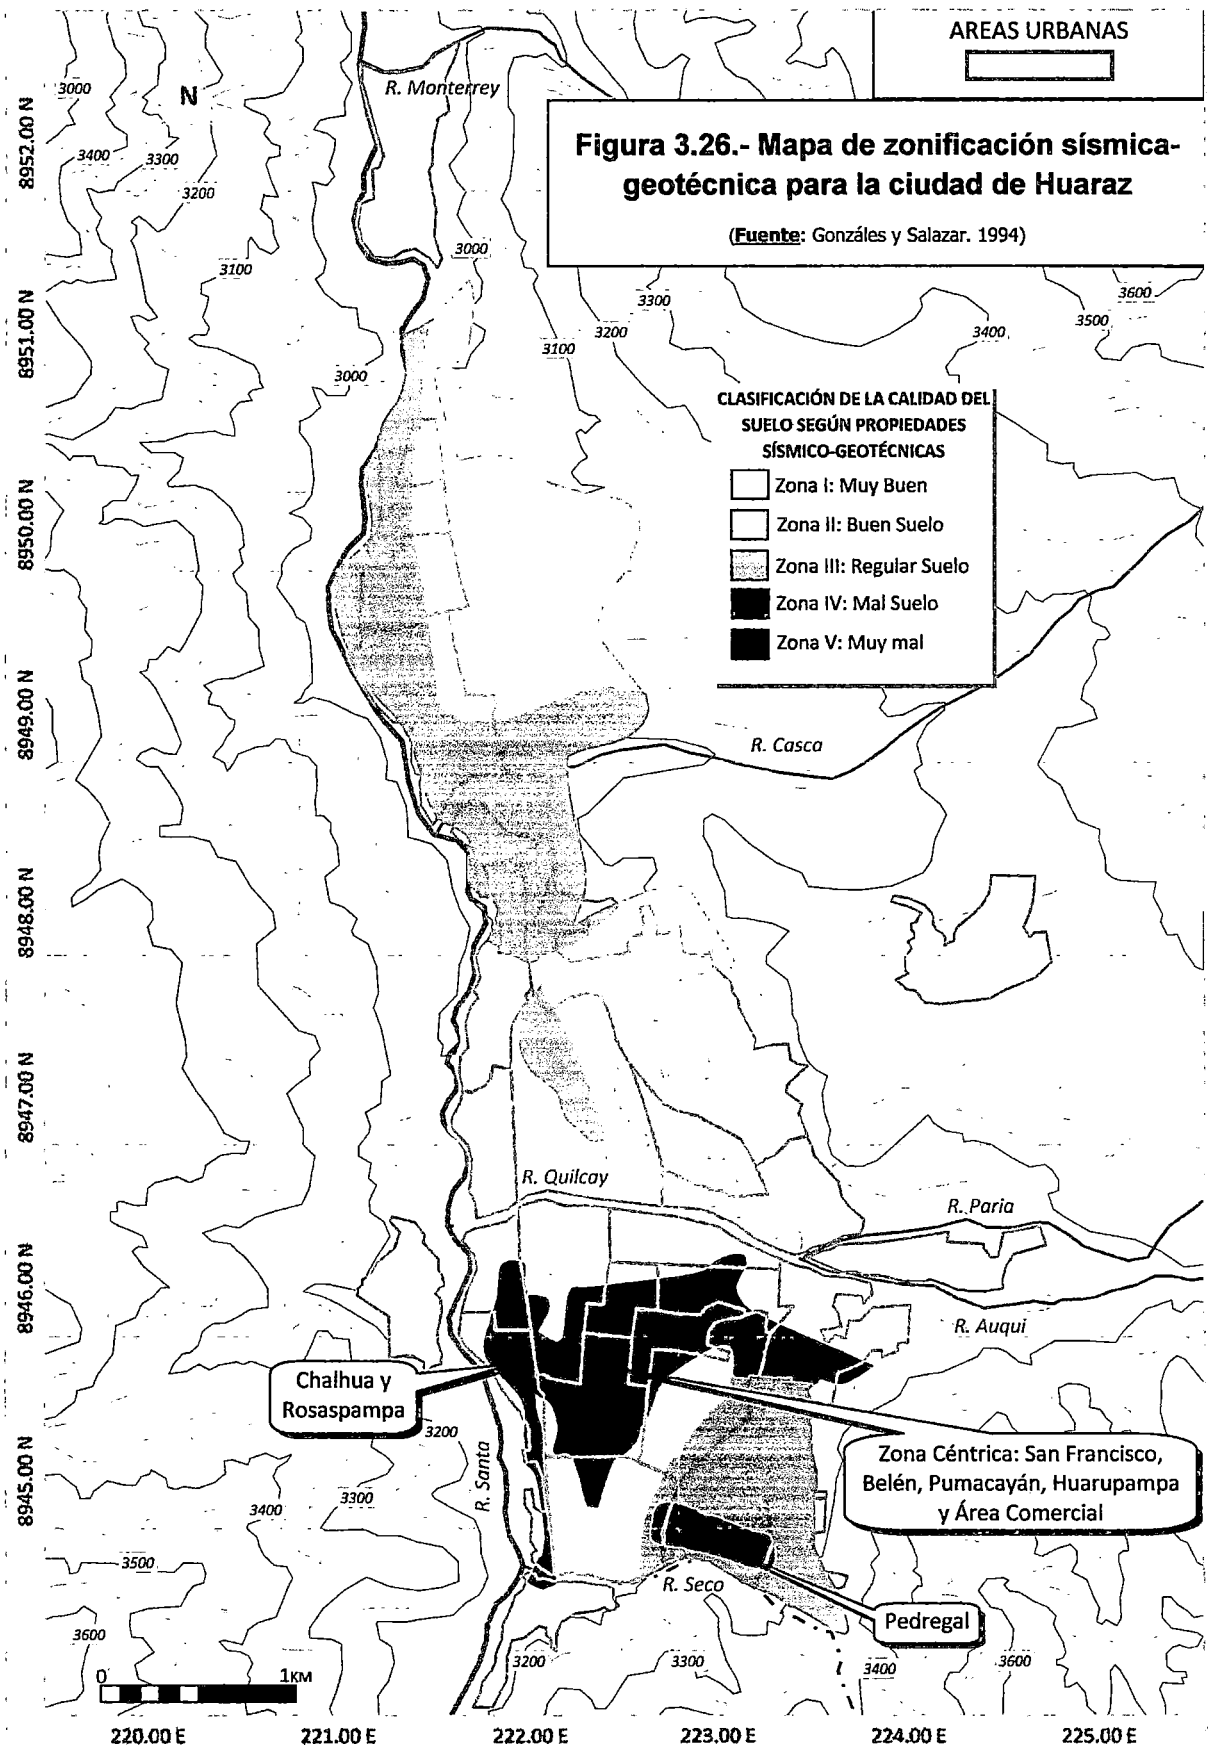 AREAS URBANAS
Figura 3.26.- Mapa de zonificación sísmica-
geotécnica para la ciudad de Huaraz
(Fuente: Gonzáles y Salazar. 1994)
N
R. Monterrey
3000
3400
3300
3200
3100
3000
3000
3100
3200
3300
3400
3500
3600
CLASIFICACIÓN DE LA CALIDAD DEL
SUELO SEGÚN PROPIEDADES
SÍSMICO-GEOTÉCNICAS
Zona I: Muy Buen
Zona II: Buen Suelo
Zona III: Regular Suelo
Zona IV: Mal Suelo
Zona V: Muy mal
R. Casca
R. Quilcay
R. Paria
R. Auqui
Chalhua y
Rosaspampa
Zona Céntrica: San Francisco,
Belén, Pumacayán, Huarupampa
y Área Comercial
R. Santa
3200
3300
3400
3500
3600
R. Seco
Pedregal
3200
3300
3400
3600
0 1KM
8952.00 N
8951.00 N
8950.00 N
8949.00 N
8948.00 N
8947.00 N
8946.00 N
8945.00 N
220.00 E
221.00 E
222.00 E
223.00 E
224.00 E
225.00 E